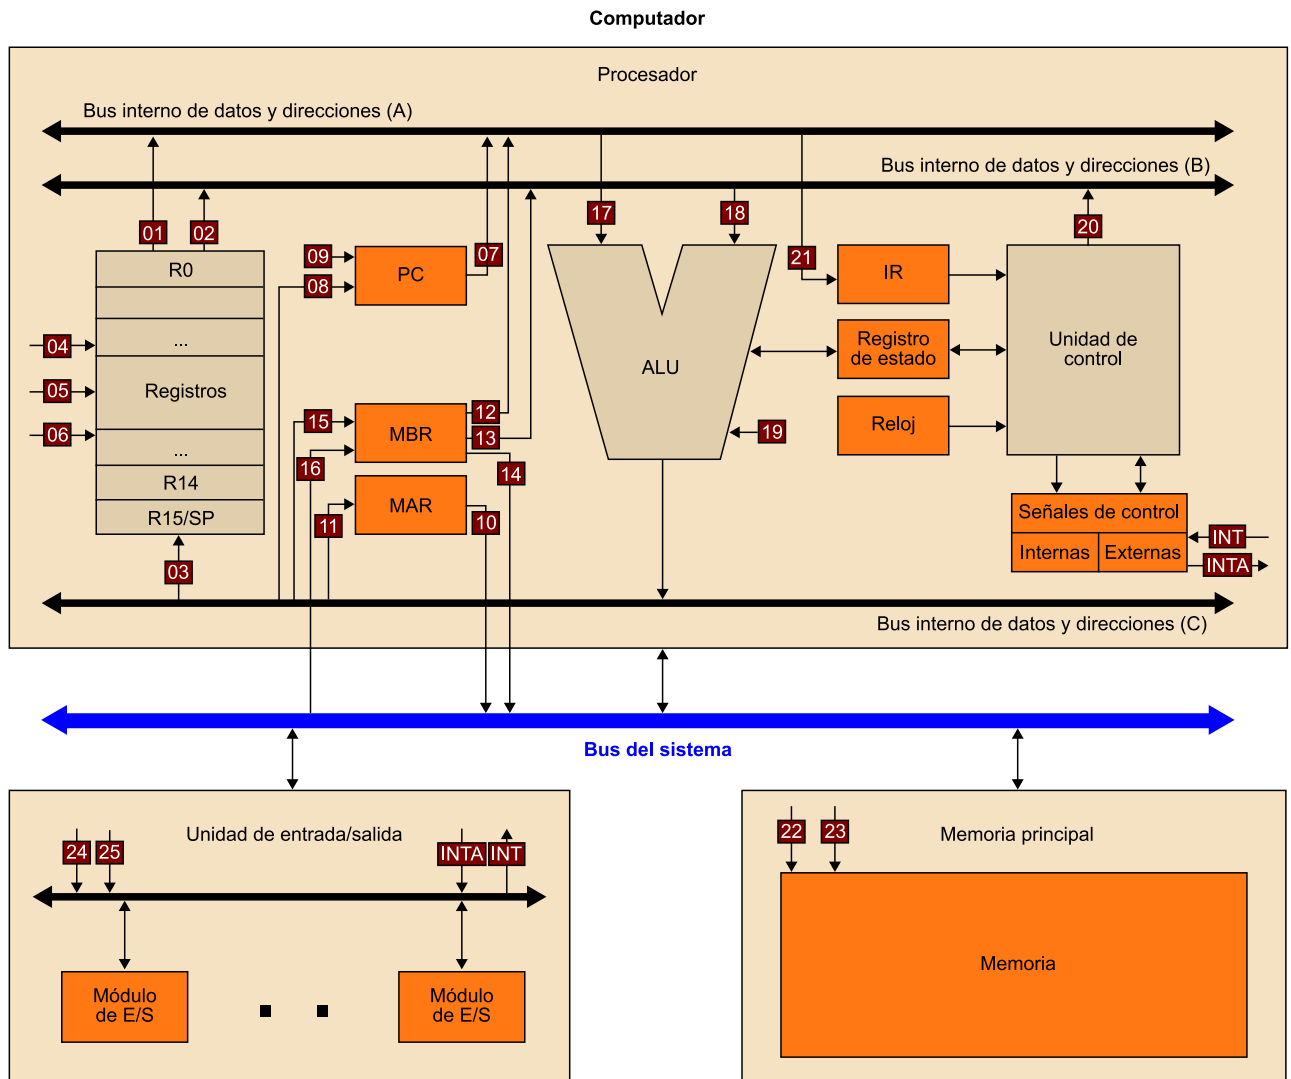 Computador
Procesador
Bus interno de datos y direcciones (A)
Bus interno de datos y direcciones (B)
01
02
17
18
20
09
07
08
21
R0
PC
IR
04
...
Registro
de estado
Unidad de
control
05
Registros
ALU
06
15
12
MBR
13
19
Reloj
...
16
14
R14
MAR
11
10
R15/SP
Señales de control
INT
Internas
Externas
INTA
03
Bus interno de datos y direcciones (C)
Bus del sistema
Unidad de entrada/salida
24
25
INTA
INT
Módulo
de E/S
Módulo
de E/S
22
23
Memoria principal
Memoria